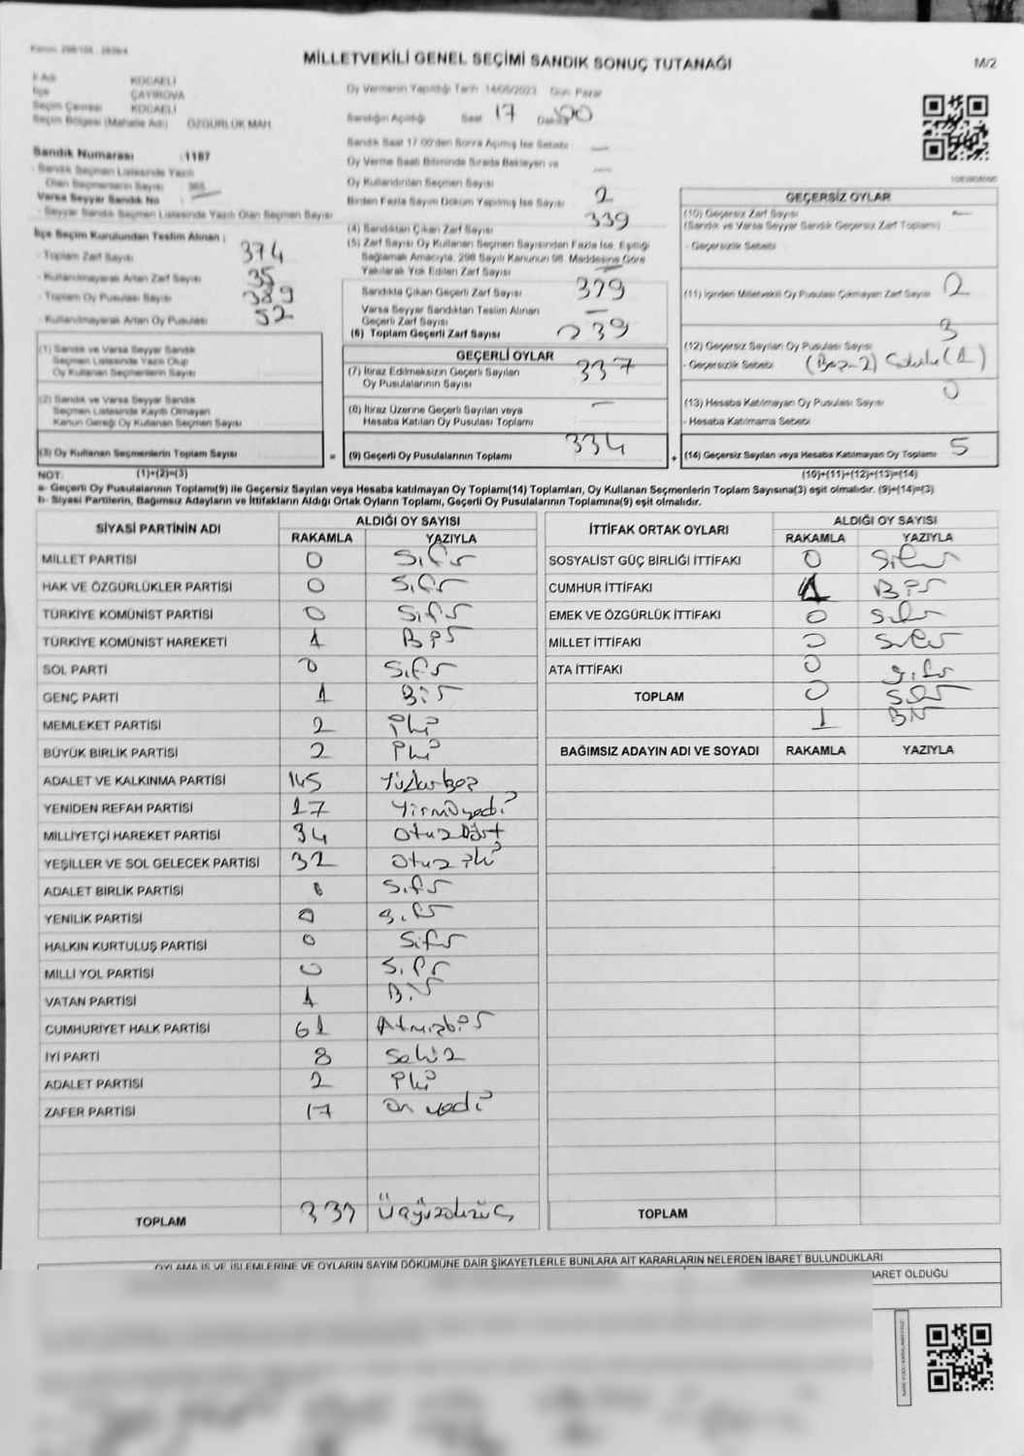 Kanun: 298/105 -
MİLLETVEKİLİ GENEL SEÇİMİ SANDIK SONUÇ TUTANAĞI
M/2
İl Adı KOCAELİ
İlçe ÇAYIROVA
Seçim Çevresi KOCAELİ
Seçim Bölgesi (Mahalle Adı) ÖZGÜRLÜK MAH.
Oy Vermenin Yapıldığı Tarih 14/05/2023 Gün: Pazar
Sandığın Açıldığı Saat 17 Dakika 00
Sandık Numarası : 1187
- Sandık Seçmen Listesinde Yazılı
Olan Seçmenlerin Sayısı 365
Varsa Seyyar Sandık No
- Seyyar Sandık Seçmen Listesinde Yazılı Olan Seçmen Sayısı
Sandık Saat 17.00'den Sonra Açılmış İse Sebebi: —
Oy Verme Saati Bitiminde Sırada Bekleyen ve
Oy Kullandırılan Seçmen Sayısı —
Birden Fazla Sayım Döküm Yapılmış İse Sayısı 2
İlçe Seçim Kurulundan Teslim Alınan ;
- Toplam Zarf Sayısı 374
- Kullanılmayarak Artan Zarf Sayısı 35
- Toplam Oy Pusulası Sayısı 389
- Kullanılmayarak Artan Oy Pusulası 52
(1) Sandık ve Varsa Seyyar Sandık
Seçmen Listesinde Yazılı Olup
Oy Kullanan Seçmenlerin Sayısı
(2) Sandık ve Varsa Seyyar Sandık
Seçmen Listesinde Kayıtlı Olmayan
Kanun Gereği Oy Kullanan Seçmen Sayısı
(3) Oy Kullanan Seçmenlerin Toplam Sayısı
(4) Sandıktan Çıkan Zarf Sayısı 339
(5) Zarf Sayısı Oy Kullanan Seçmen Sayısından Fazla İse, Eşitliği
Sağlamak Amacıyla, 298 Sayılı Kanunun 98. Maddesine Göre
Yakılarak Yok Edilen Zarf Sayısı —
Sandıkta Çıkan Geçerli Zarf Sayısı 339
Varsa Seyyar Sandıktan Teslim Alınan
Geçerli Zarf Sayısı —
(6) Toplam Geçerli Zarf Sayısı 339
GEÇERLİ OYLAR
(7) İtiraz Edilmeksizin Geçerli Sayılan
Oy Pusulalarının Sayısı 337
(8) İtiraz Üzerine Geçerli Sayılan veya
Hesaba Katılan Oy Pusulası Toplamı —
= (9) Geçerli Oy Pusulalarının Toplamı 334 +
GEÇERSİZ OYLAR
(10) Geçersiz Zarf Sayısı —
(Sandık ve Varsa Seyyar Sandık Geçersiz Zarf Toplamı)
- Geçersizlik Sebebi
(11) İçinden Milletvekili Oy Pusulası Çıkmayan Zarf Sayısı 2
(12) Geçersiz Sayılan Oy Pusulası Sayısı 3
- Geçersizlik Sebebi
(13) Hesaba Katılmayan Oy Pusulası Sayısı 0
- Hesaba Katılmama Sebebi
(14) Geçersiz Sayılan veya Hesaba Katılmayan Oy Toplamı 5
NOT: (1)+(2)=(3)
(10)+(11)+(12)+(13)=(14)
a- Geçerli Oy Pusulalarının Toplamı(9) ile Geçersiz Sayılan veya Hesaba katılmayan Oy Toplamı(14) Toplamları, Oy Kullanan Seçmenlerin Toplam Sayısına(3) eşit olmalıdır. (9)+(14)=(3)
b- Siyasi Partilerin, Bağımsız Adayların ve İttifakların Aldığı Ortak Oyların Toplamı, Geçerli Oy Pusulalarının Toplamına(9) eşit olmalıdır.
SİYASİ PARTİNİN ADI ALDIĞI OY SAYISI
RAKAMLA YAZIYLA
MİLLET PARTİSİ 0 Sıfır
HAK VE ÖZGÜRLÜKLER PARTİSİ 0 Sıfır
TÜRKİYE KOMÜNİST PARTİSİ 0 Sıfır
TÜRKİYE KOMÜNİST HAREKETİ 1 Bir
SOL PARTİ 0 Sıfır
GENÇ PARTİ 1 Bir
MEMLEKET PARTİSİ 2 İki
BÜYÜK BİRLİK PARTİSİ 2 İki
ADALET VE KALKINMA PARTİSİ 145 Yüzkırkbeş
YENİDEN REFAH PARTİSİ 27 Yirmiyedi
MİLLİYETÇİ HAREKET PARTİSİ 34 Otuzdört
YEŞİLLER VE SOL GELECEK PARTİSİ 32 Otuz iki
ADALET BİRLİK PARTİSİ 0 Sıfır
YENİLİK PARTİSİ 0 Sıfır
HALKIN KURTULUŞ PARTİSİ 0 Sıfır
MİLLİ YOL PARTİSİ 0 Sıfır
VATAN PARTİSİ 1 Bir
CUMHURİYET HALK PARTİSİ 61 Atmışbir
İYİ PARTİ 8 Sekiz
ADALET PARTİSİ 2 İki
ZAFER PARTİSİ 17 On yedi
TOPLAM
İTTİFAK ORTAK OYLARI ALDIĞI OY SAYISI
RAKAMLA YAZIYLA
SOSYALİST GÜÇ BİRLİĞİ İTTİFAKI 0 Sıfır
CUMHUR İTTİFAKI 1 Bir
EMEK VE ÖZGÜRLÜK İTTİFAKI 0 Sıfır
MİLLET İTTİFAKI 0 Sıfır
ATA İTTİFAKI 0 Sıfır
TOPLAM 0 Sıfır
1 Bir
BAĞIMSIZ ADAYIN ADI VE SOYADI RAKAMLA YAZIYLA
TOPLAM
OYLAMA İŞ VE İŞLEMLERİNE VE OYLARIN SAYIM DÖKÜMÜNE DAİR ŞİKAYETLERLE BUNLARA AİT KARARLARIN NELERDEN İBARET BULUNDUKLARI
BARET OLDUĞU